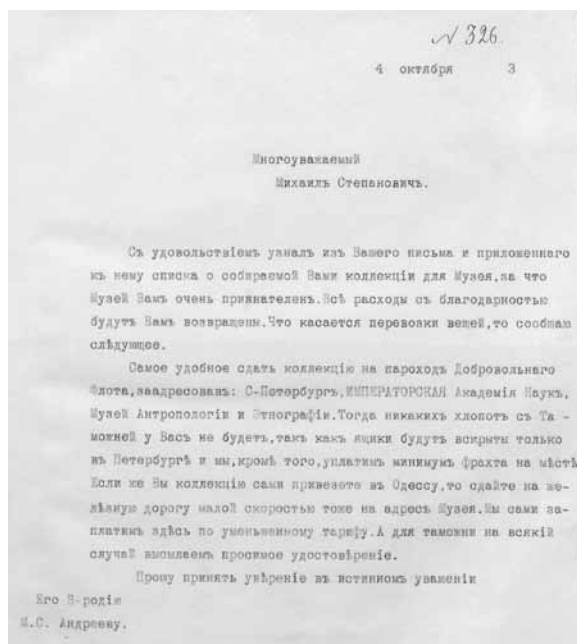 № 326.
4 октября 3
Многоуважаемый
Михаилъ Степановичъ.
Съ удовольствіемъ узналъ изъ Вашего письма и приложеннаго
къ нему списка о собираемой Вами коллекціи для Музея, за что
Музей Вамъ очень признателенъ. Всѣ расходы съ благодарностью
будутъ Вамъ возвращены. Что касается перевозки вещей, то сообщаю
слѣдующее.
Самое удобное сдать коллекцію на пароходъ Добровольнаго
Флота, заадресовавъ: С-Петербургъ, ИМПЕРАТОРСКАЯ Академія Наукъ,
Музей Антропологіи и Этнографіи. Тогда никакихъ хлопотъ съ Та -
можней у Васъ не будетъ, такъ какъ ящики будутъ вскрыты только
въ Петербургѣ и мы, кромѣ того, уплатимъ минимумъ фрахта на мѣстѣ
Если же Вы коллекцію сами привезете въ Одессу, то сдайте на же-
лѣзную дорогу малой скоростью тоже на адресъ Музея. Мы сами за-
платимъ здѣсь по уменьшенному тарифу. А для таможни на всякій
случай высылаемъ просимое удостовѣреніе.
Прошу принять увѣреніе въ истинномъ уваженіи
Его В-родію
М.С. Андрееву.